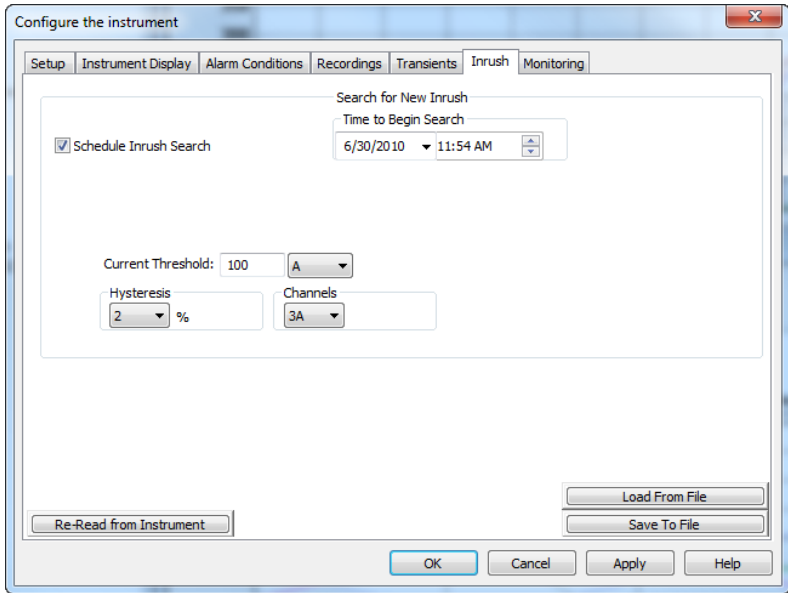 Configure the instrument
Setup Instrument Display Alarm Conditions Recordings Transients Inrush Monitoring
Search for New Inrush
Time to Begin Search
Schedule Inrush Search 6/30/2010 11:54 AM
Current Threshold: 100 A
Hysteresis Channels
2 % 3A
Load From File
Re-Read from Instrument Save To File
OK Cancel Apply Help